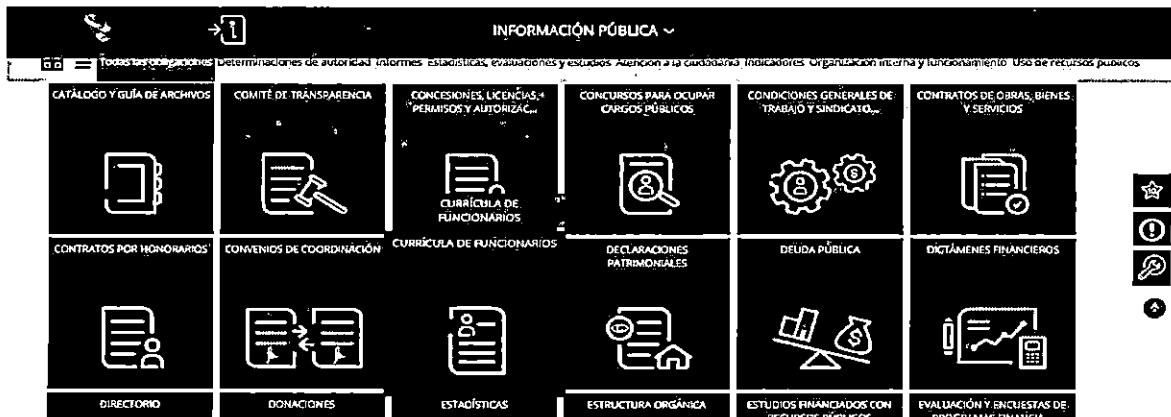 INFORMACIÓN PÚBLICA
Todas las obligaciones Determinaciones de autoridad Informes Estadísticas, evaluaciones y estudios Atención a la ciudadanía Indicadores Organización interna y funcionamiento Uso de recursos públicos
CATÁLOGO Y GUÍA DE ARCHIVOS
COMITÉ DE TRANSPARENCIA
CONCESIONES, LICENCIAS,
PERMISOS Y AUTORIZAC...
CONCURSOS PARA OCUPAR
CARGOS PÚBLICOS
CONDICIONES GENERALES DE
TRABAJO Y SINDICATO...
CONTRATOS DE OBRAS, BIENES
Y SERVICIOS
CURRÍCULA DE
FUNCIONARIOS
CONTRATOS POR HONORARIOS
CONVENIOS DE COORDINACIÓN
CURRÍCULA DE FUNCIONARIOS
DECLARACIONES
PATRIMONIALES
DEUDA PÚBLICA
DICTÁMENES FINANCIEROS
DIRECTORIO
DONACIONES
ESTADÍSTICAS
ESTRUCTURA ORGÁNICA
ESTUDIOS FINANCIADOS CON
RECURSOS PÚBLICOS
EVALUACIÓN Y ENCUESTAS DE